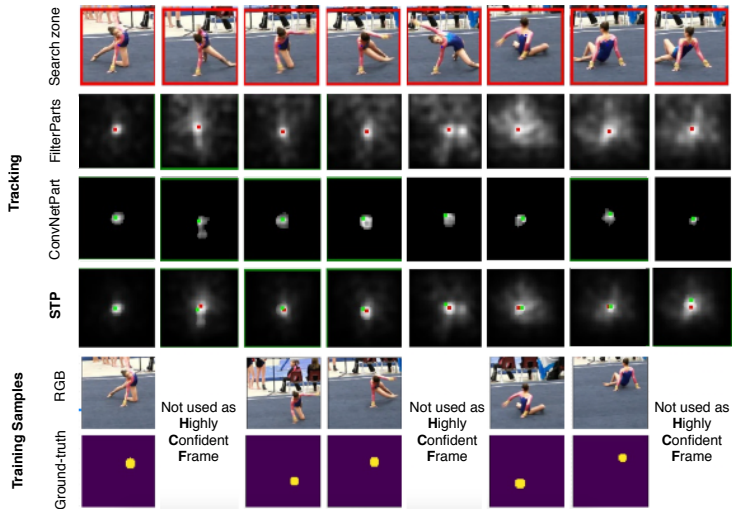 Tracking
Search zone
FilterParts
ConvNetPart
STP
Training Samples
RGB
Ground-truth
Not used as
Highly
Confident
Frame
Not used as
Highly
Confident
Frame
Not used as
Highly
Confident
Frame